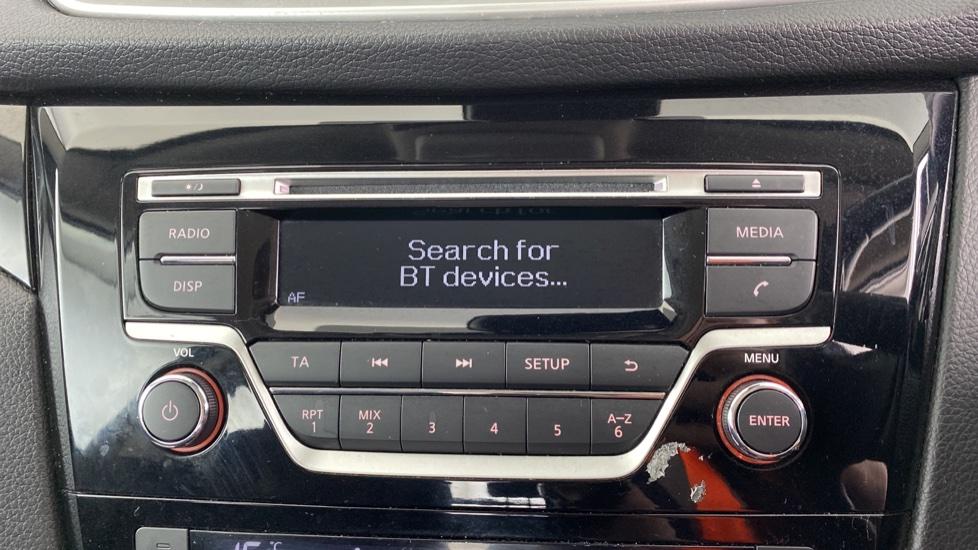 RADIO
DISP
Search for
BT devices...
AF
MEDIA
VOL
TA
SETUP
MENU
RPT
1
MIX
2
3
4
5
A-Z
6
ENTER